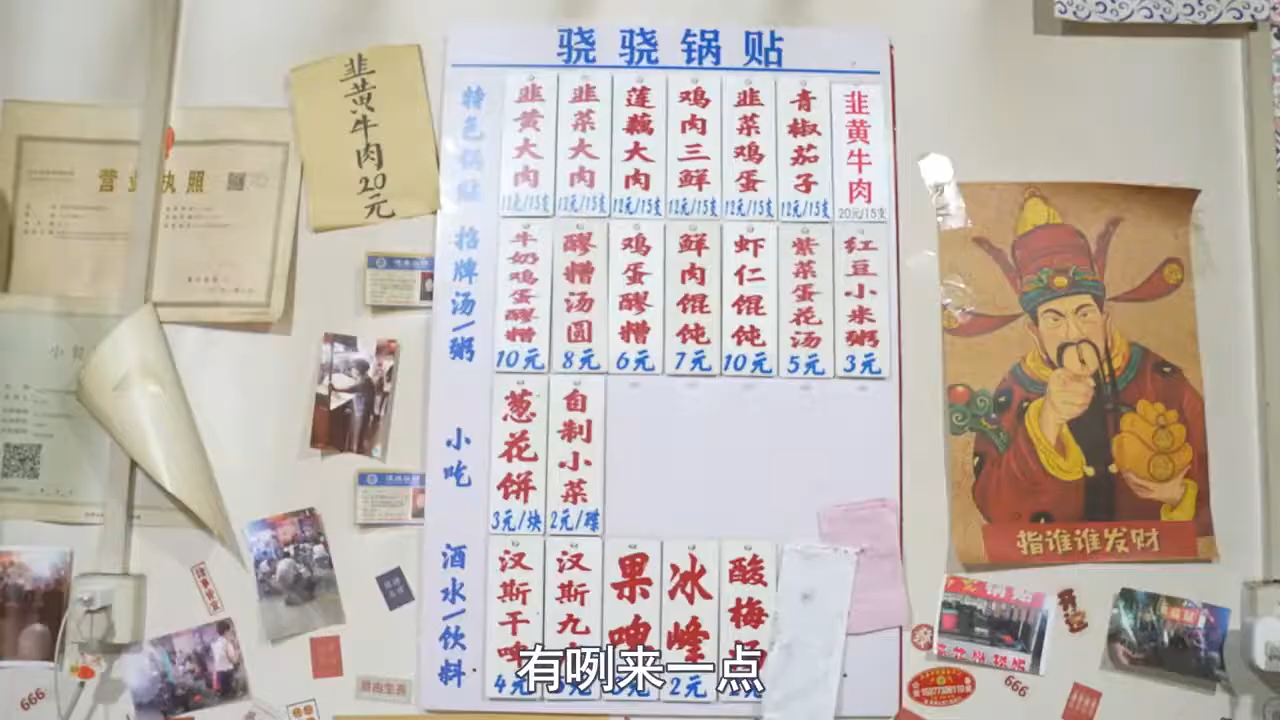 骁骁锅贴
特色锅贴
韭黄大肉
12元/15支
韭菜大肉
12元/15支
莲藕大肉
12元/15支
鸡肉三鲜
12元/15支
韭菜鸡蛋
12元/15支
青椒茄子
12元/15支
韭黄牛肉
20元/15支
招牌汤/粥
牛奶鸡蛋醪糟
10元
醪糟汤圆
8元
鸡蛋醪糟
6元
鲜肉馄饨
7元
虾仁馄饨
10元
紫菜蛋花汤
5元
红豆小米粥
3元
小吃
葱花饼
3元/块
自制小菜
2元/碟
酒水/饮料
汉斯干啤
4元
汉斯九
果啤
冰峰
2元
酸梅汤
韭黄牛肉20元
营业执照
指谁谁发财
666
666
有咧来一点